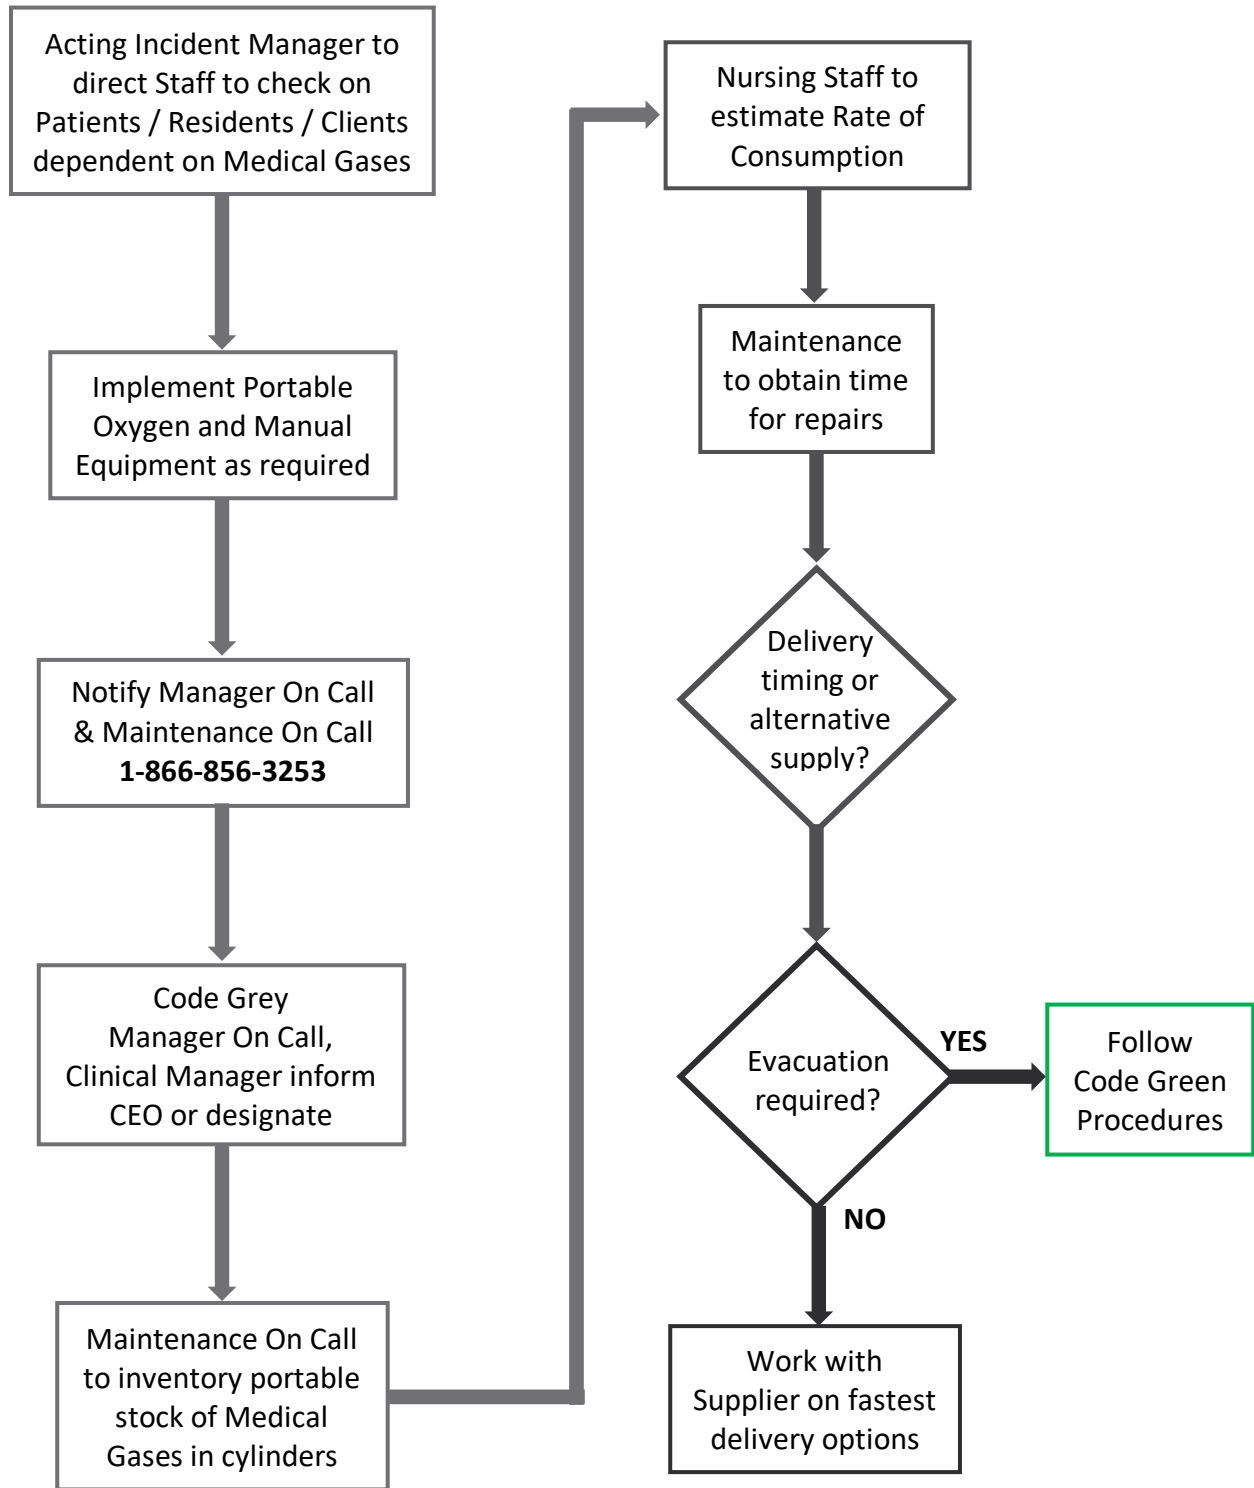 Acting Incident Manager to
direct Staff to check on
Patients / Residents / Clients
dependent on Medical Gases
Implement Portable
Oxygen and Manual
Equipment as required
Notify Manager On Call
& Maintenance On Call
1-866-856-3253
Code Grey
Manager On Call,
Clinical Manager inform
CEO or designate
Maintenance On Call
to inventory portable
stock of Medical
Gases in cylinders
Nursing Staff to
estimate Rate of
Consumption
Maintenance
to obtain time
for repairs
Delivery
timing or
alternative
supply?
Evacuation
required?
YES
Follow
Code Green
Procedures
NO
Work with
Supplier on fastest
delivery options